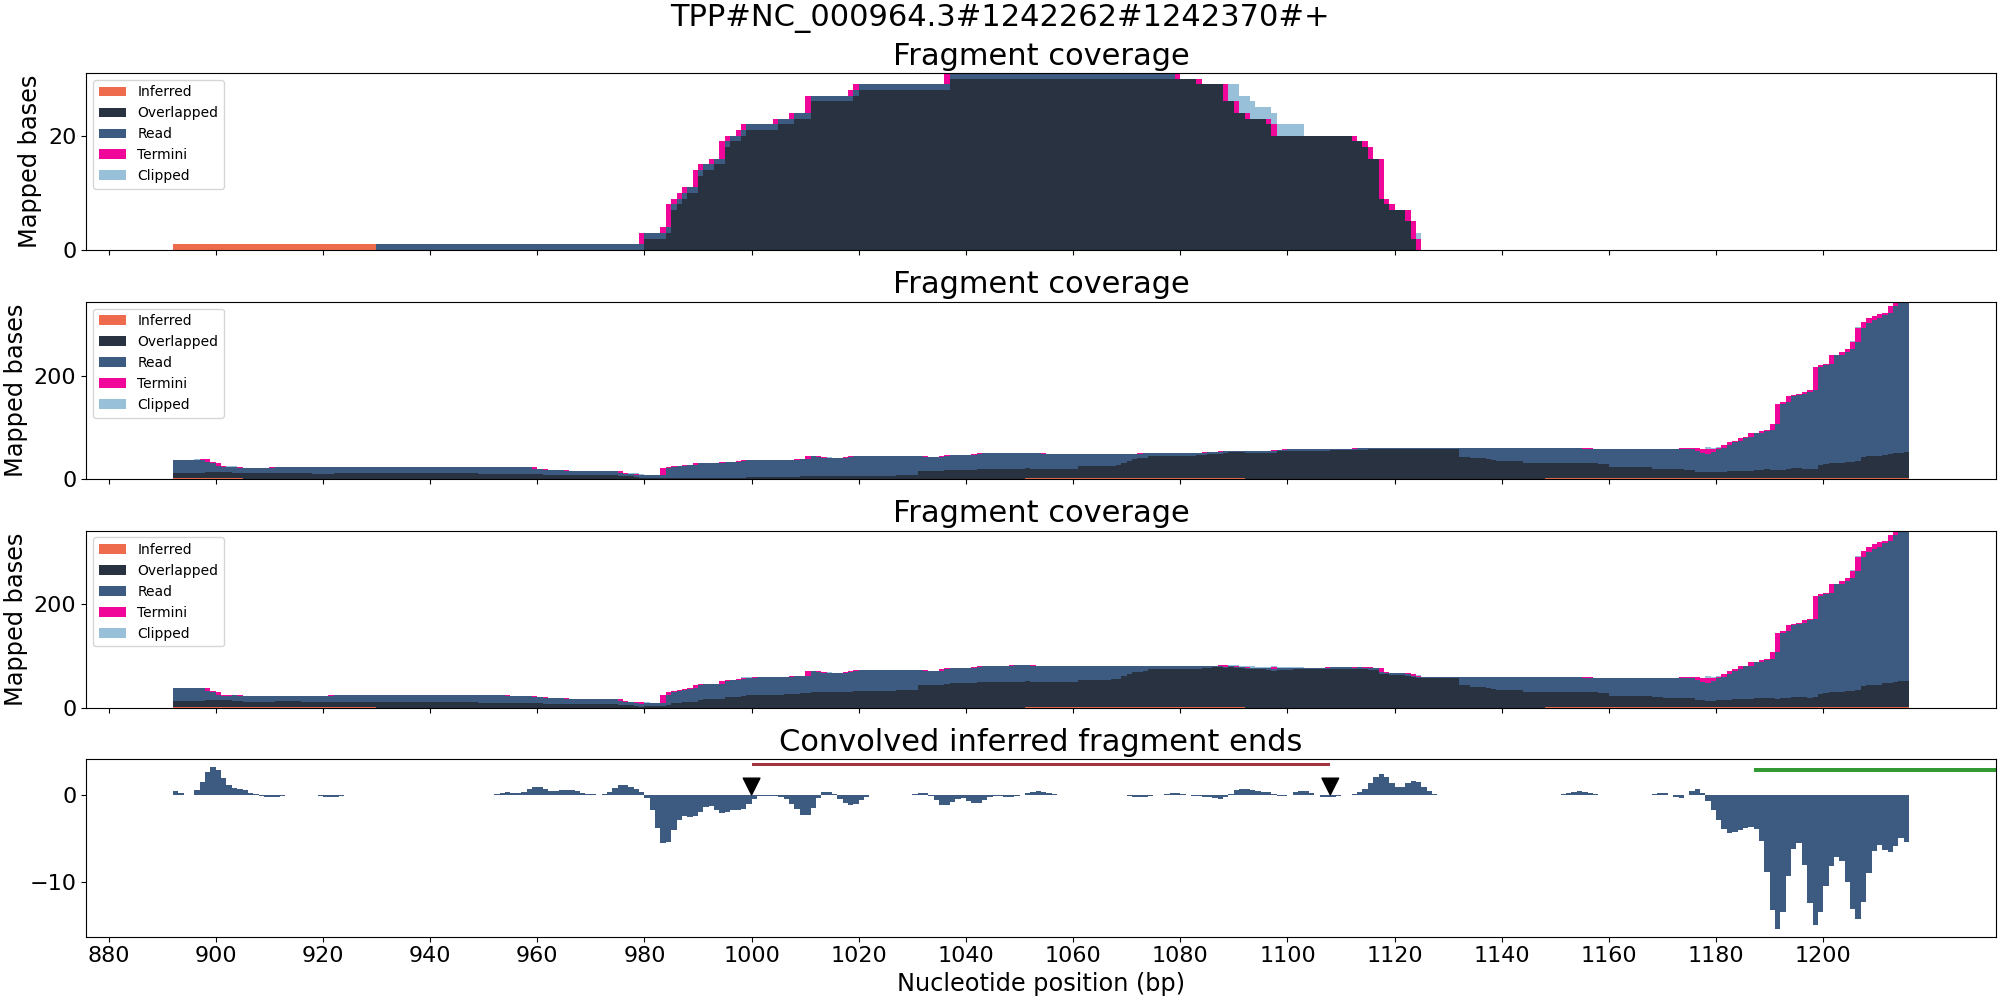 TPP#NC_000964.3#1242262#1242370#+
Fragment coverage
Mapped bases
20
0
Inferred
Overlapped
Read
Termini
Clipped
Fragment coverage
Mapped bases
200
0
Inferred
Overlapped
Read
Termini
Clipped
Fragment coverage
Mapped bases
200
0
Inferred
Overlapped
Read
Termini
Clipped
Convolved inferred fragment ends
0
−10
880 900 920 940 960 980 1000 1020 1040 1060 1080 1100 1120 1140 1160 1180 1200
Nucleotide position (bp)